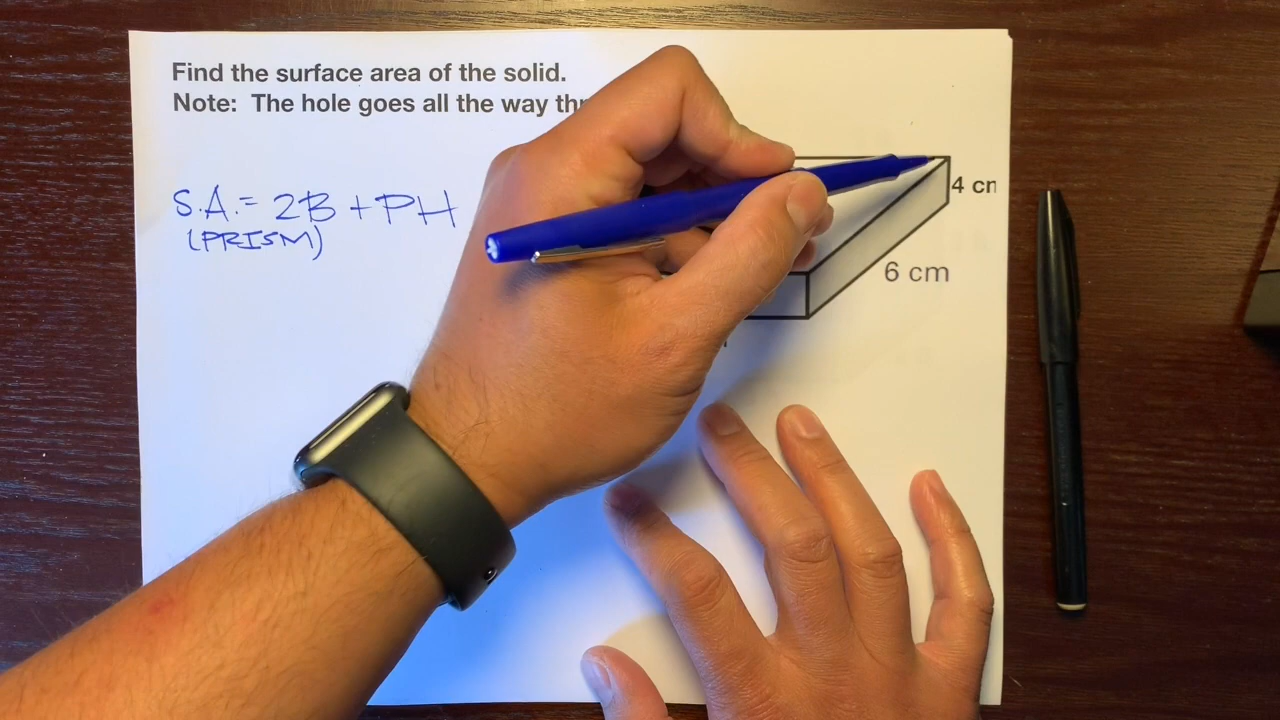 Find the surface area of the solid.
Note: The hole goes all the way
S.A. = 2B + PH
(PRISM)
4 cm
6 cm